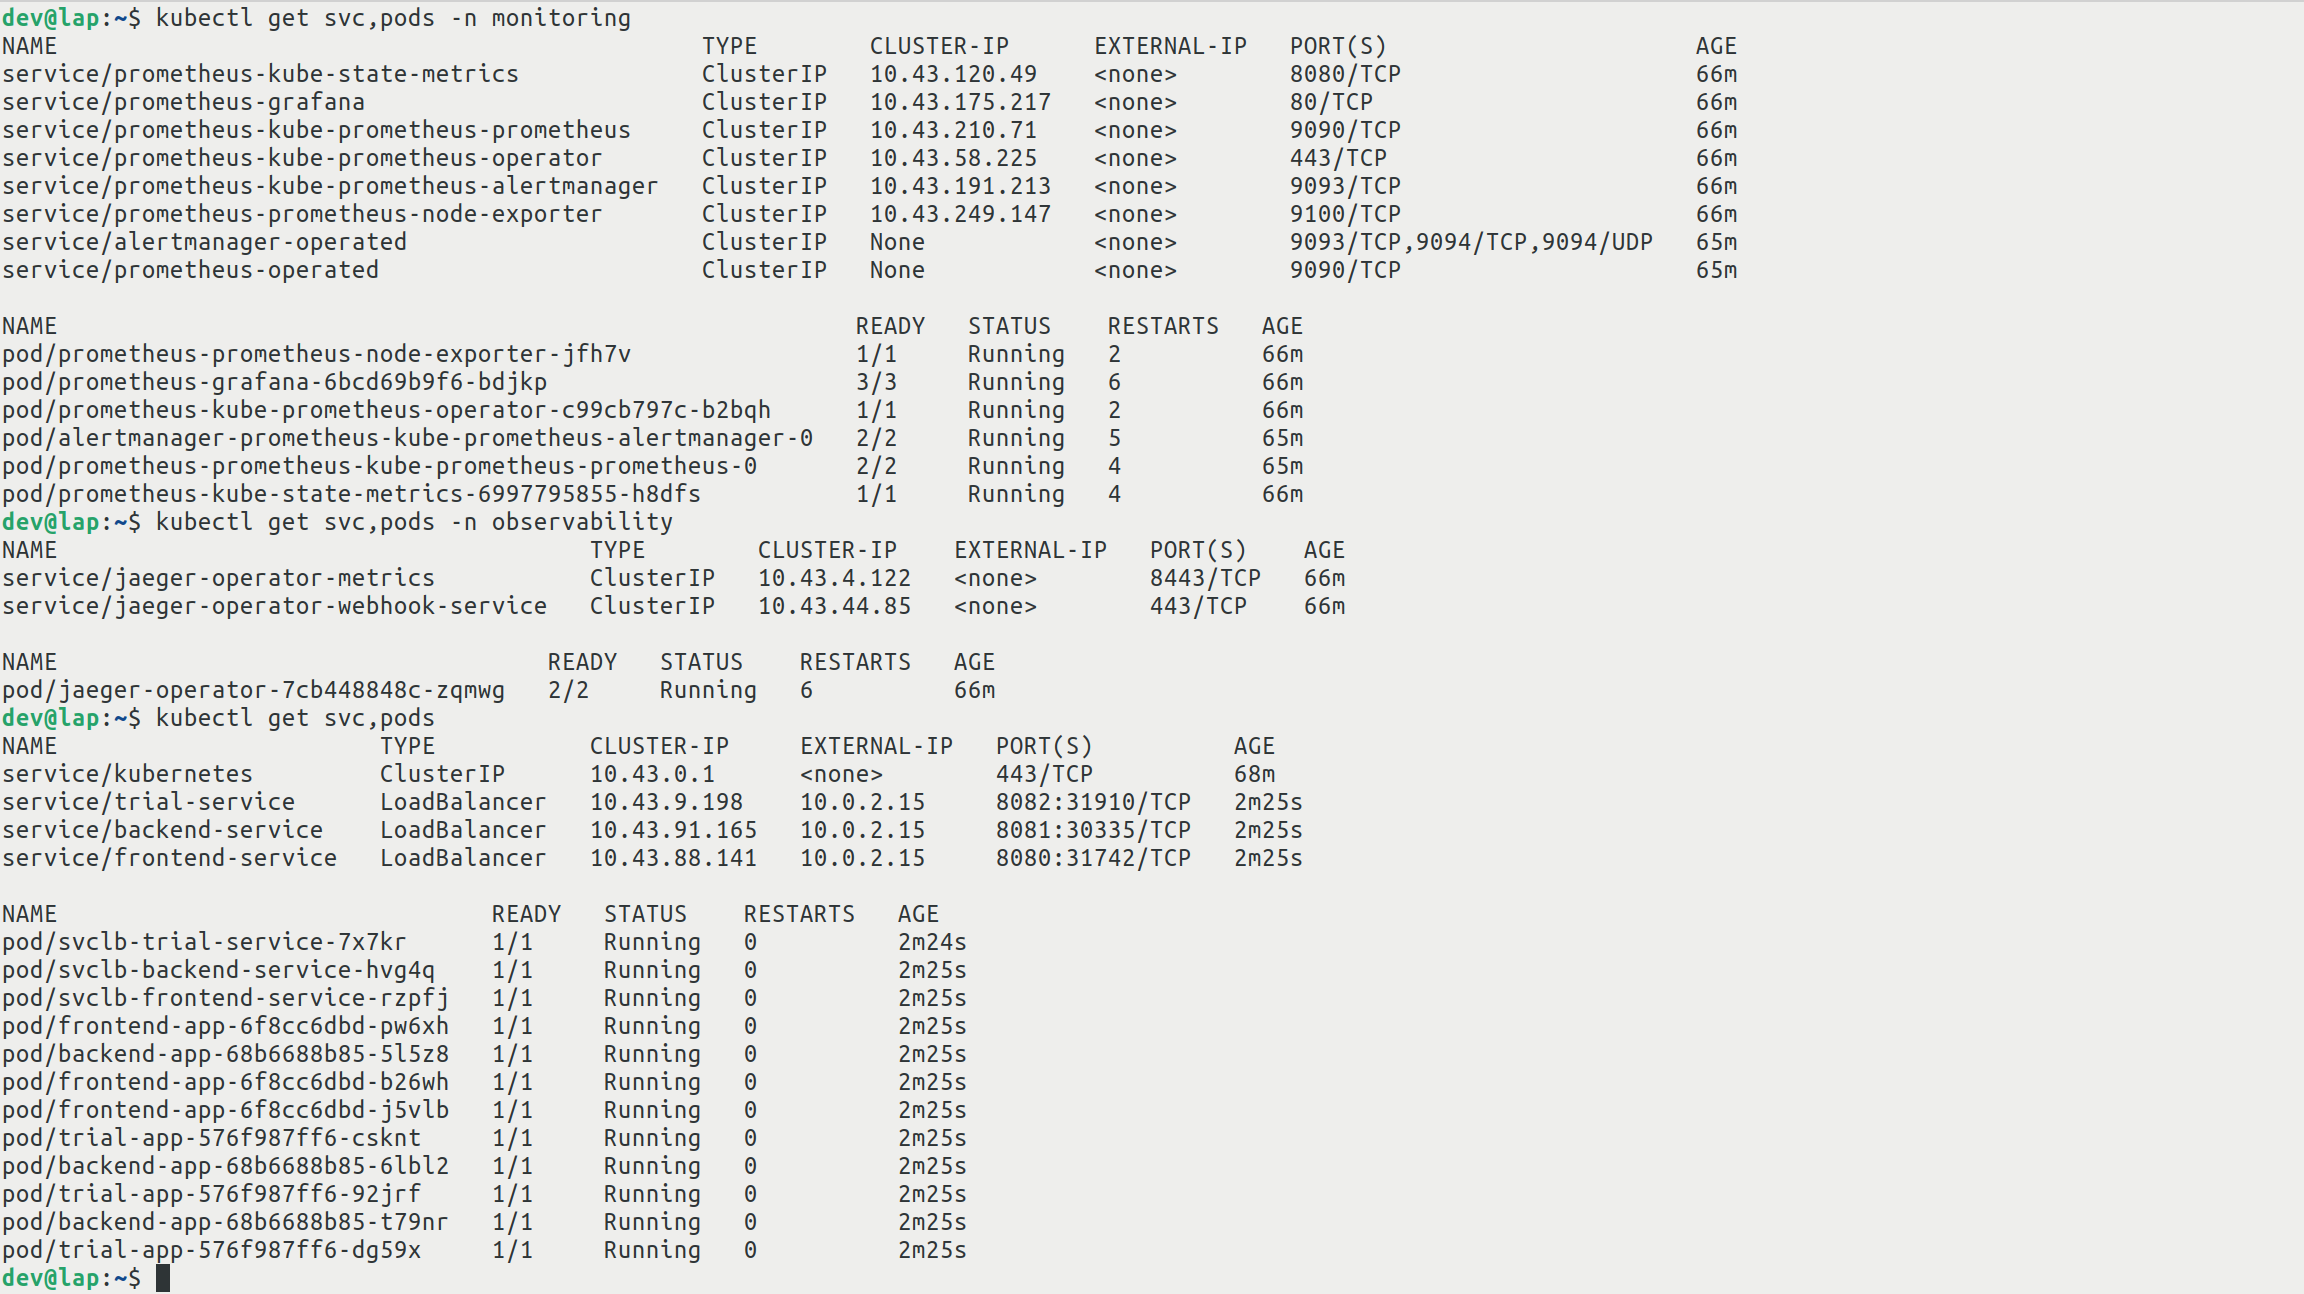 dev@lap:~$ kubectl get svc,pods -n monitoring
NAME TYPE CLUSTER-IP EXTERNAL-IP PORT(S) AGE
service/prometheus-kube-state-metrics ClusterIP 10.43.120.49 <none> 8080/TCP 66m
service/prometheus-grafana ClusterIP 10.43.175.217 <none> 80/TCP 66m
service/prometheus-kube-prometheus-prometheus ClusterIP 10.43.210.71 <none> 9090/TCP 66m
service/prometheus-kube-prometheus-operator ClusterIP 10.43.58.225 <none> 443/TCP 66m
service/prometheus-kube-prometheus-alertmanager ClusterIP 10.43.191.213 <none> 9093/TCP 66m
service/prometheus-prometheus-node-exporter ClusterIP 10.43.249.147 <none> 9100/TCP 66m
service/alertmanager-operated ClusterIP None <none> 9093/TCP,9094/TCP,9094/UDP 65m
service/prometheus-operated ClusterIP None <none> 9090/TCP 65m
NAME READY STATUS RESTARTS AGE
pod/prometheus-prometheus-node-exporter-jfh7v 1/1 Running 2 66m
pod/prometheus-grafana-6bcd69b9f6-bdjkp 3/3 Running 6 66m
pod/prometheus-kube-prometheus-operator-c99cb797c-b2bqh 1/1 Running 2 66m
pod/alertmanager-prometheus-kube-prometheus-alertmanager-0 2/2 Running 5 65m
pod/prometheus-prometheus-kube-prometheus-prometheus-0 2/2 Running 4 65m
pod/prometheus-kube-state-metrics-6997795855-h8dfs 1/1 Running 4 66m
dev@lap:~$ kubectl get svc,pods -n observability
NAME TYPE CLUSTER-IP EXTERNAL-IP PORT(S) AGE
service/jaeger-operator-metrics ClusterIP 10.43.4.122 <none> 8443/TCP 66m
service/jaeger-operator-webhook-service ClusterIP 10.43.44.85 <none> 443/TCP 66m
NAME READY STATUS RESTARTS AGE
pod/jaeger-operator-7cb448848c-zqmwg 2/2 Running 6 66m
dev@lap:~$ kubectl get svc,pods
NAME TYPE CLUSTER-IP EXTERNAL-IP PORT(S) AGE
service/kubernetes ClusterIP 10.43.0.1 <none> 443/TCP 68m
service/trial-service LoadBalancer 10.43.9.198 10.0.2.15 8082:31910/TCP 2m25s
service/backend-service LoadBalancer 10.43.91.165 10.0.2.15 8081:30335/TCP 2m25s
service/frontend-service LoadBalancer 10.43.88.141 10.0.2.15 8080:31742/TCP 2m25s
NAME READY STATUS RESTARTS AGE
pod/svclb-trial-service-7x7kr 1/1 Running 0 2m24s
pod/svclb-backend-service-hvg4q 1/1 Running 0 2m25s
pod/svclb-frontend-service-rzpfj 1/1 Running 0 2m25s
pod/frontend-app-6f8cc6dbd-pw6xh 1/1 Running 0 2m25s
pod/backend-app-68b6688b85-5l5z8 1/1 Running 0 2m25s
pod/frontend-app-6f8cc6dbd-b26wh 1/1 Running 0 2m25s
pod/frontend-app-6f8cc6dbd-j5vlb 1/1 Running 0 2m25s
pod/trial-app-576f987ff6-csknt 1/1 Running 0 2m25s
pod/backend-app-68b6688b85-6lbl2 1/1 Running 0 2m25s
pod/trial-app-576f987ff6-92jrf 1/1 Running 0 2m25s
pod/backend-app-68b6688b85-t79nr 1/1 Running 0 2m25s
pod/trial-app-576f987ff6-dg59x 1/1 Running 0 2m25s
dev@lap:~$